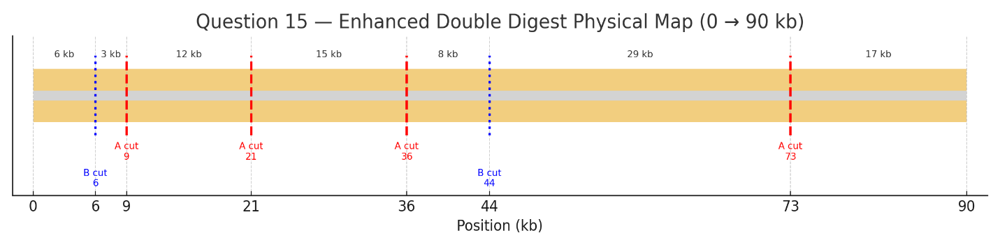 Question 15 — Enhanced Double Digest Physical Map (0 → 90 kb)
6 kb 3 kb 12 kb 15 kb 8 kb 29 kb 17 kb
A cut A cut A cut A cut
9 21 36 73
B cut B cut
6 44
0 6 9 21 36 44 73 90
Position (kb)